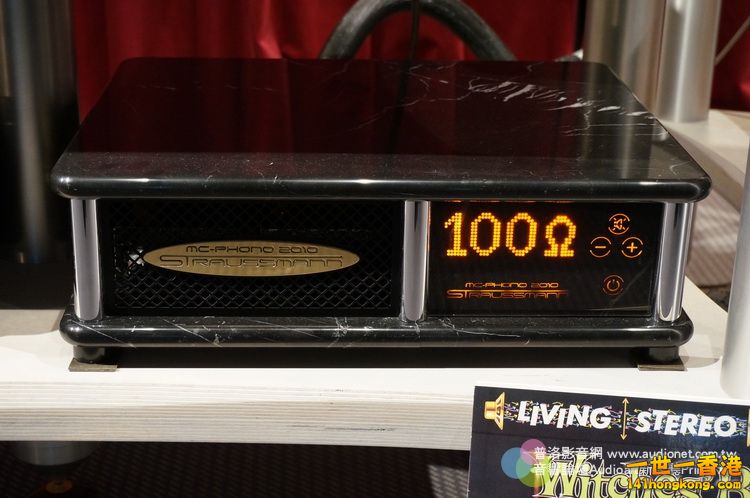 MC-PHONO 2010
STRAUSSMANN
100Ω
MC-PHONO 2010
STRAUSSMANN
LIVING STEREO
普洛影音網 www.audionet.com.tw
Witches'
一世一香港
141hongkong.com